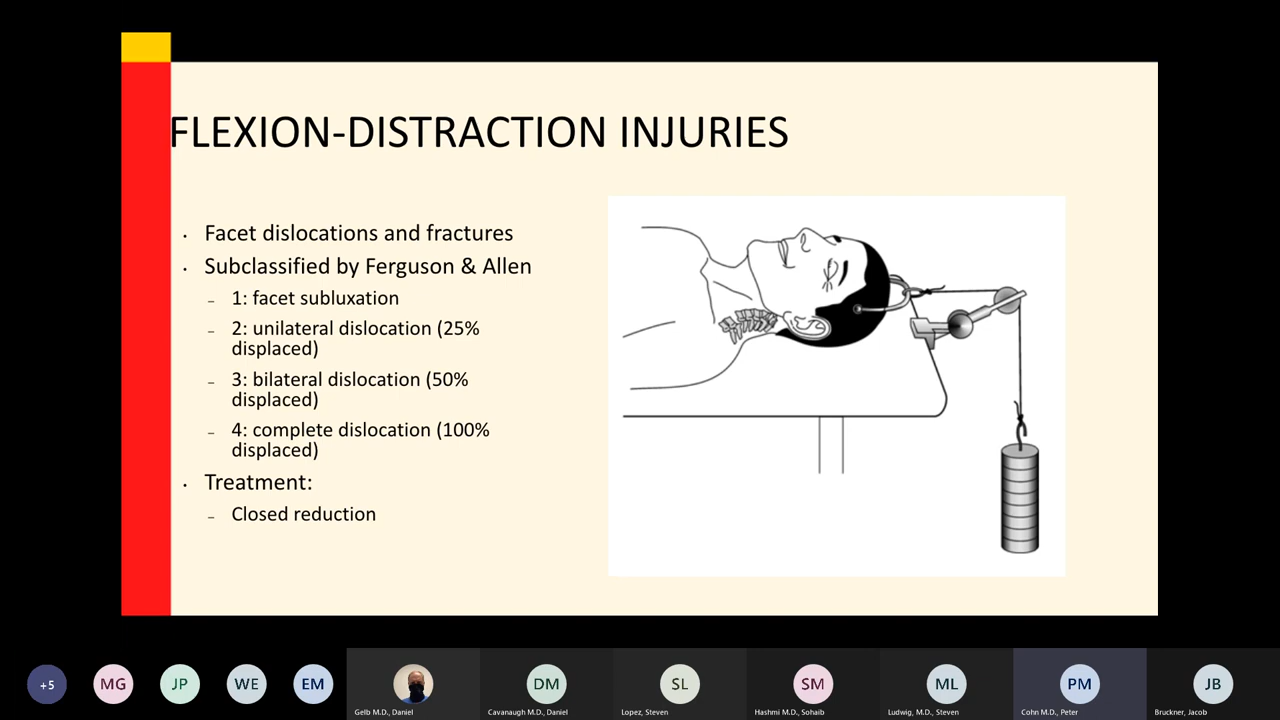 FLEXION-DISTRACTION INJURIES
· Facet dislocations and fractures
· Subclassified by Ferguson & Allen
– 1: facet subluxation
– 2: unilateral dislocation (25%
displaced)
– 3: bilateral dislocation (50%
displaced)
– 4: complete dislocation (100%
displaced)
· Treatment:
– Closed reduction
+5
MG
JP
WE
EM
DM
SL
SM
ML
PM
JB
Gelb M.D., Daniel
Cavanaugh M.D., Daniel
Lopez, Steven
Hashmi M.D., Sohaib
Ludwig, M.D., Steven
Cohn M.D., Peter
Bruckner, Jacob